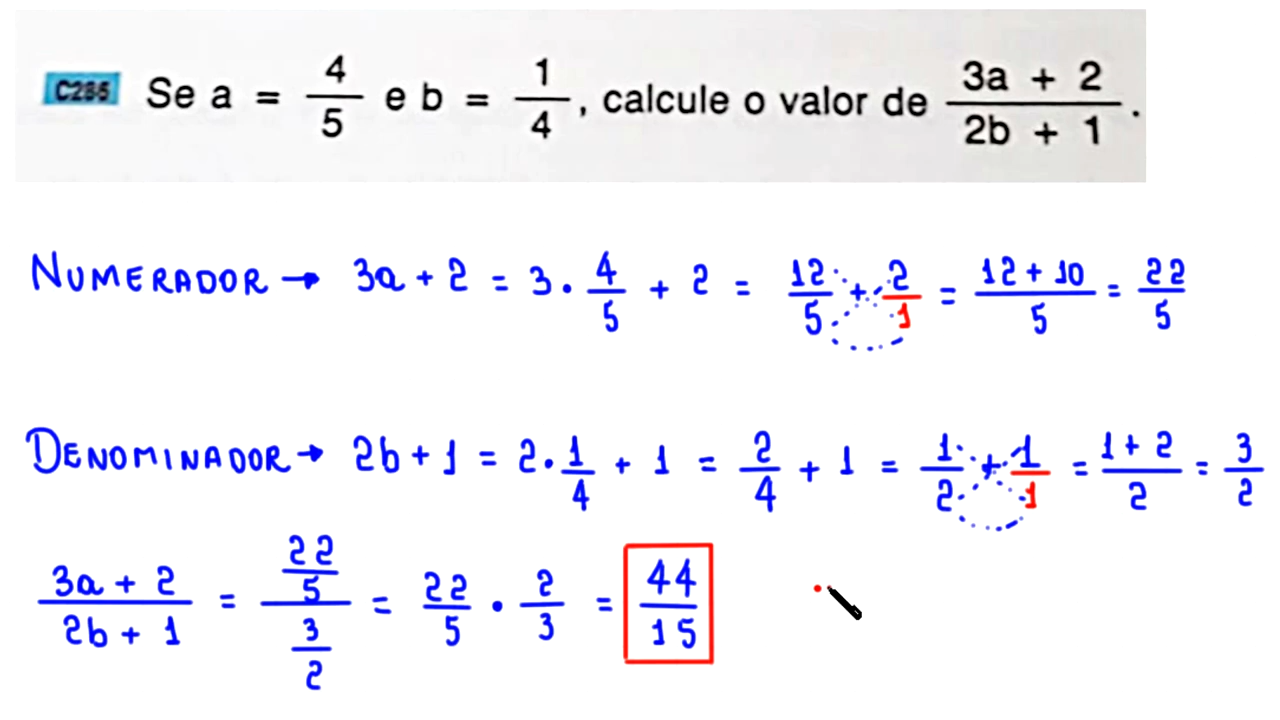 C286 Se a = 4/5 e b = 1/4, calcule o valor de (3a + 2)/(2b + 1).
NUMERADOR → 3a + 2 = 3 · 4/5 + 2 = 12/5 + 2/1 = (12 + 10)/5 = 22/5
DENOMINADOR → 2b + 1 = 2 · 1/4 + 1 = 2/4 + 1 = 1/2 + 1/1 = (1 + 2)/2 = 3/2
(3a + 2)/(2b + 1) = (22/5)/(3/2) = 22/5 · 2/3 = 44/15